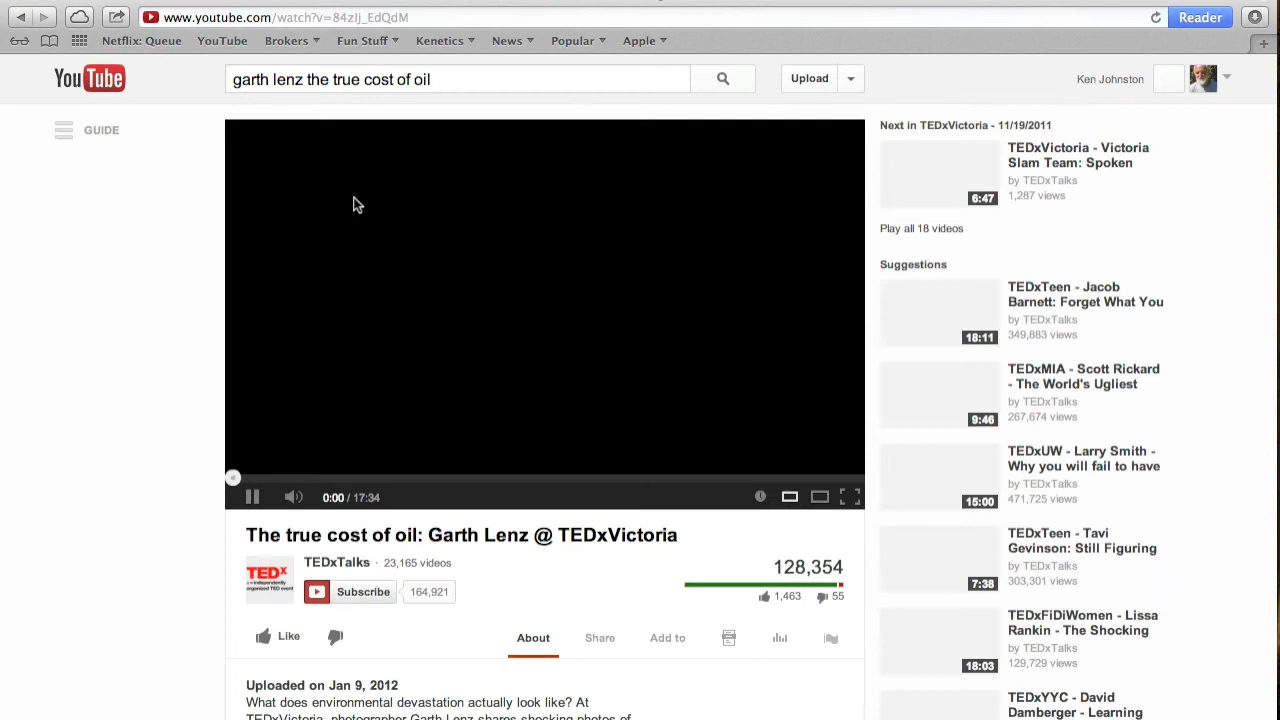 www.youtube.com/watch?v=84zIj_EdQdM
Reader
Netflix: Queue YouTube Brokers Fun Stuff Kenetics News Popular Apple
YouTube
garth lenz the true cost of oil
Upload
Ken Johnston
GUIDE
0:00 / 17:34
The true cost of oil: Garth Lenz @ TEDxVictoria
TEDx
TEDxTalks · 23,165 videos
Subscribe 164,921
128,354
1,463 55
Like
About Share Add to
Uploaded on Jan 9, 2012
What does environmental devastation actually look like? At
TEDxVictoria, photographer Garth Lenz shares shocking photos of
Next in TEDxVictoria - 11/19/2011
TEDxVictoria - Victoria
Slam Team: Spoken
by TEDxTalks
1,287 views
6:47
Play all 18 videos
Suggestions
TEDxTeen - Jacob
Barnett: Forget What You
by TEDxTalks
349,883 views
18:11
TEDxMIA - Scott Rickard
- The World's Ugliest
by TEDxTalks
267,674 views
9:46
TEDxUW - Larry Smith -
Why you will fail to have
by TEDxTalks
471,725 views
15:00
TEDxTeen - Tavi
Gevinson: Still Figuring
by TEDxTalks
303,301 views
7:38
TEDxFiDiWomen - Lissa
Rankin - The Shocking
by TEDxTalks
129,729 views
18:03
TEDxYYC - David
Damberger - Learning